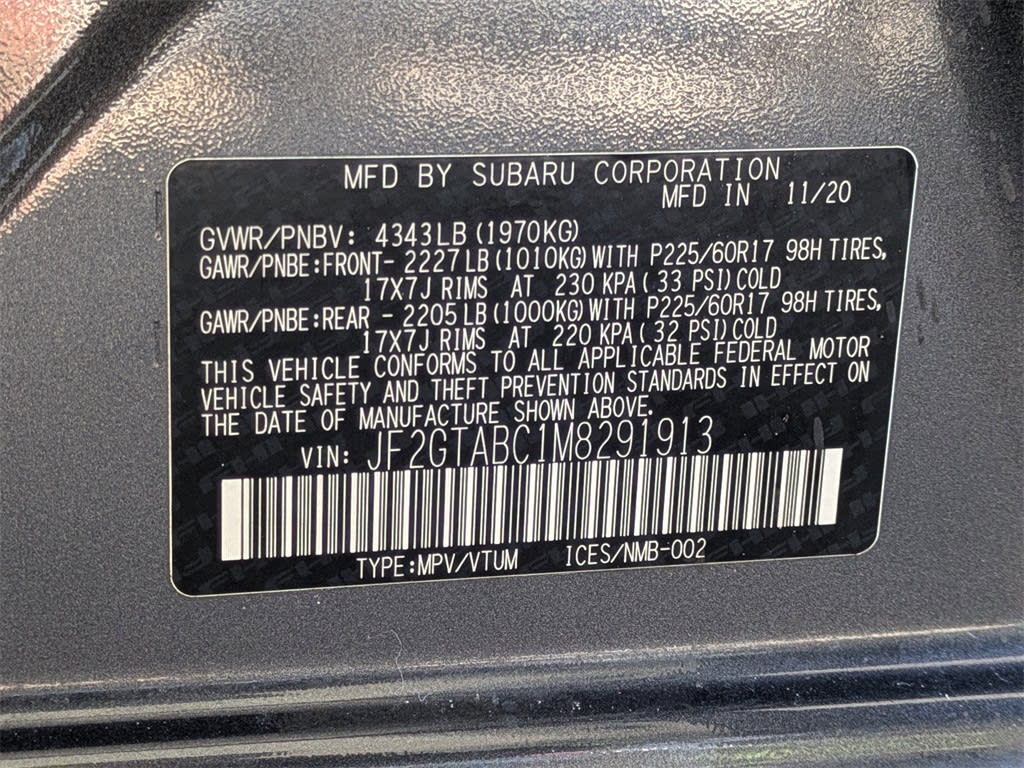 MFD BY SUBARU CORPORATION
MFD IN 11/20
GVWR/PNBV: 4343LB (1970KG)
GAWR/PNBE:FRONT- 2227LB (1010KG) WITH P225/60R17 98H TIRES,
17X7J RIMS AT 230 KPA (33 PSI) COLD
GAWR/PNBE:REAR - 2205LB (1000KG) WITH P225/60R17 98H TIRES,
17X7J RIMS AT 220 KPA (32 PSI) COLD
THIS VEHICLE CONFORMS TO ALL APPLICABLE FEDERAL MOTOR
VEHICLE SAFETY AND THEFT PREVENTION STANDARDS IN EFFECT ON
THE DATE OF MANUFACTURE SHOWN ABOVE.
VIN: JF2GTABC1M8291913
TYPE:MPV/VTUM ICES/NMB-002